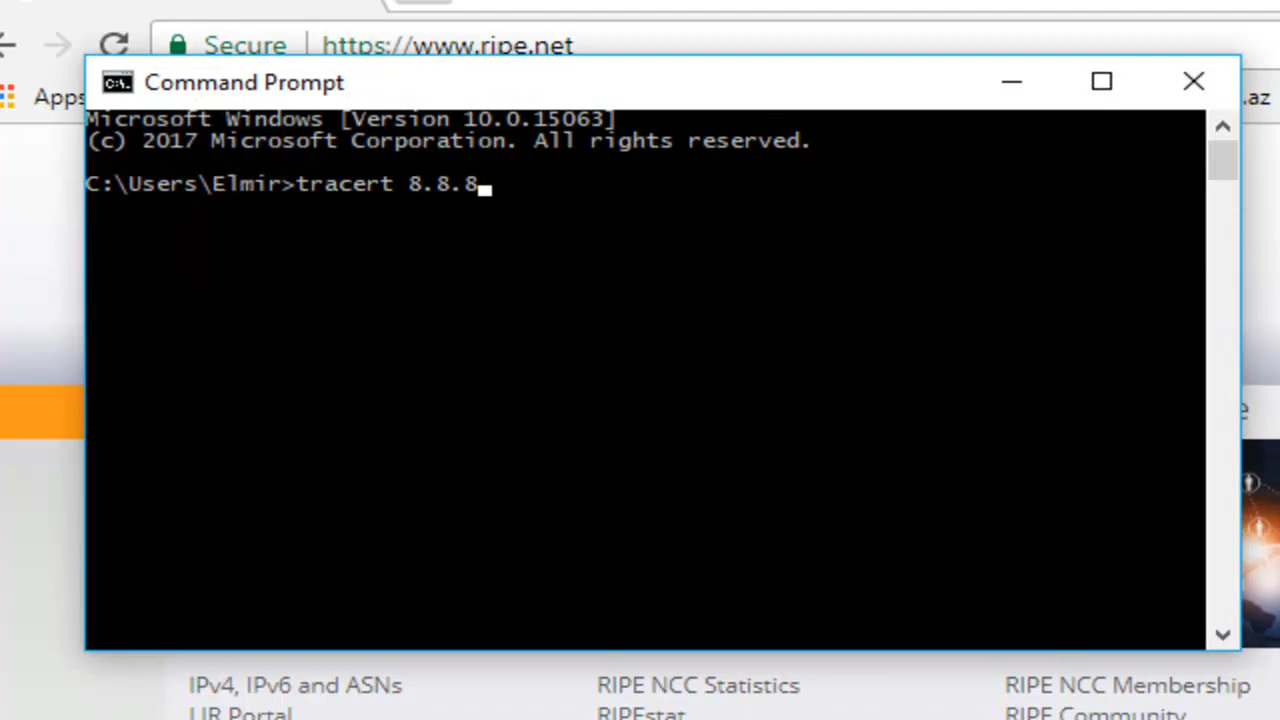 Secure | https://www.ripe.net
Apps
.az
Command Prompt
Microsoft Windows [Version 10.0.15063]
(c) 2017 Microsoft Corporation. All rights reserved.
C:\Users\Elmir>tracert 8.8.8
IPv4, IPv6 and ASNs
RIPE NCC Statistics
RIPE NCC Membership
LIR Portal
RIPEstat
RIPE Community